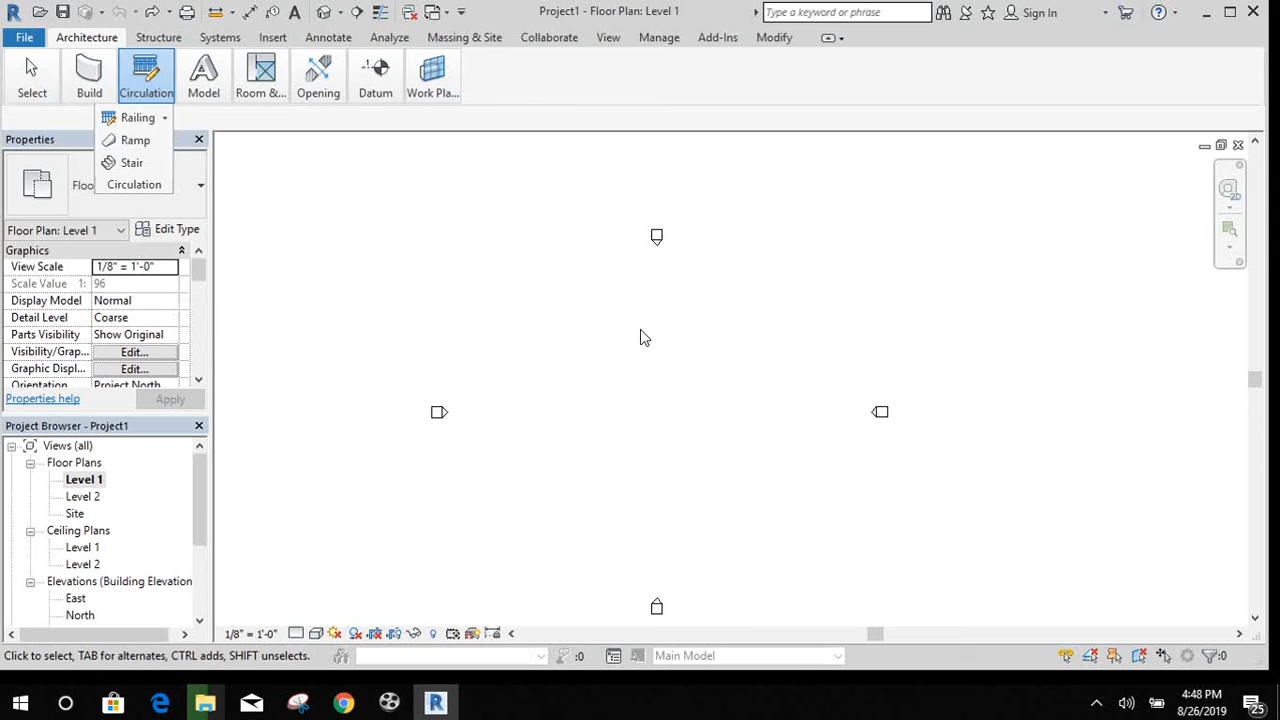 Project1 - Floor Plan: Level 1
Type a keyword or phrase
Sign In
File
Architecture
Structure
Systems
Insert
Annotate
Analyze
Massing & Site
Collaborate
View
Manage
Add-Ins
Modify
Select
Build
Circulation
Model
Room &...
Opening
Datum
Work Pla...
Railing
Ramp
Stair
Circulation
Properties
Floo
Floor Plan: Level 1
Edit Type
Graphics
View Scale 1/8" = 1'-0"
Scale Value 1: 96
Display Model Normal
Detail Level Coarse
Parts Visibility Show Original
Visibility/Grap... Edit...
Graphic Displ... Edit...
Orientation Project North
Properties help
Apply
Project Browser - Project1
Views (all)
Floor Plans
Level 1
Level 2
Site
Ceiling Plans
Level 1
Level 2
Elevations (Building Elevation
East
North
2D
1/8" = 1'-0"
Click to select, TAB for alternates, CTRL adds, SHIFT unselects.
:0
Main Model
:0
4:48 PM
8/26/2019
25